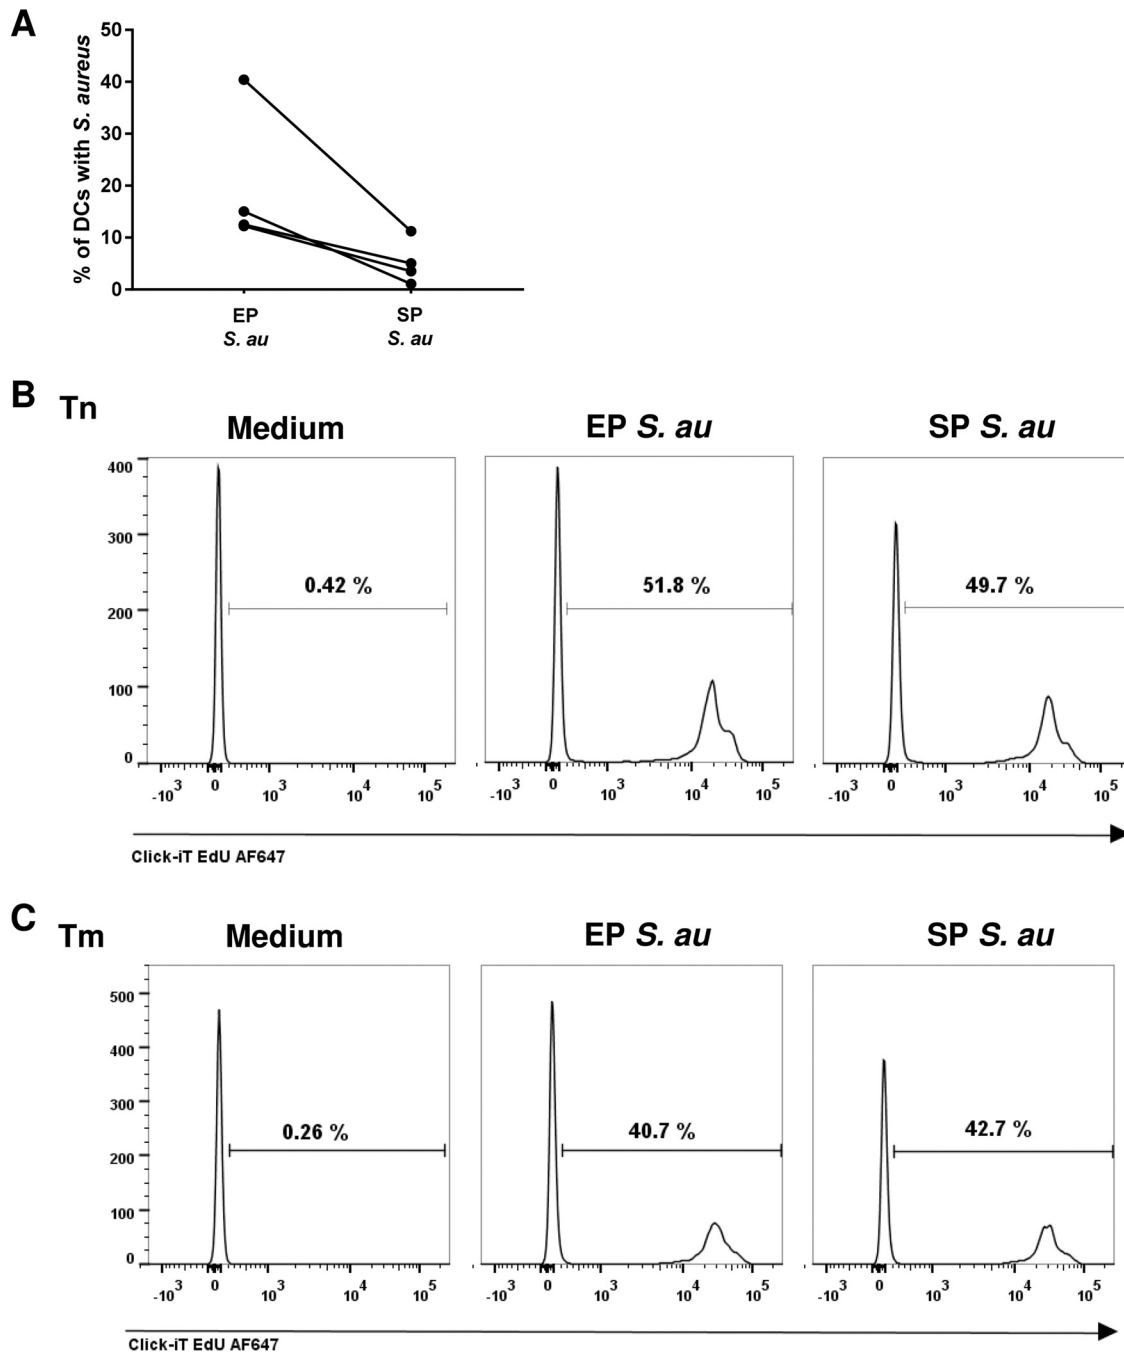 A
% of DCs with S. aureus
50
40
30
20
10
0
EP SP
S. au S. au
B
Tn
Medium EP S. au SP S. au
400
300
200
100
0
0.42 % 51.8 % 49.7 %
-10³ 0 10³ 10⁴ 10⁵ -10³ 0 10³ 10⁴ 10⁵ -10³ 0 10³ 10⁴ 10⁵
Click-iT EdU AF647
C
Tm
Medium EP S. au SP S. au
500
400
300
200
100
0
0.26 % 40.7 % 42.7 %
-10³ 0 10³ 10⁴ 10⁵ -10³ 0 10³ 10⁴ 10⁵ -10³ 0 10³ 10⁴ 10⁵
Click-iT EdU AF647